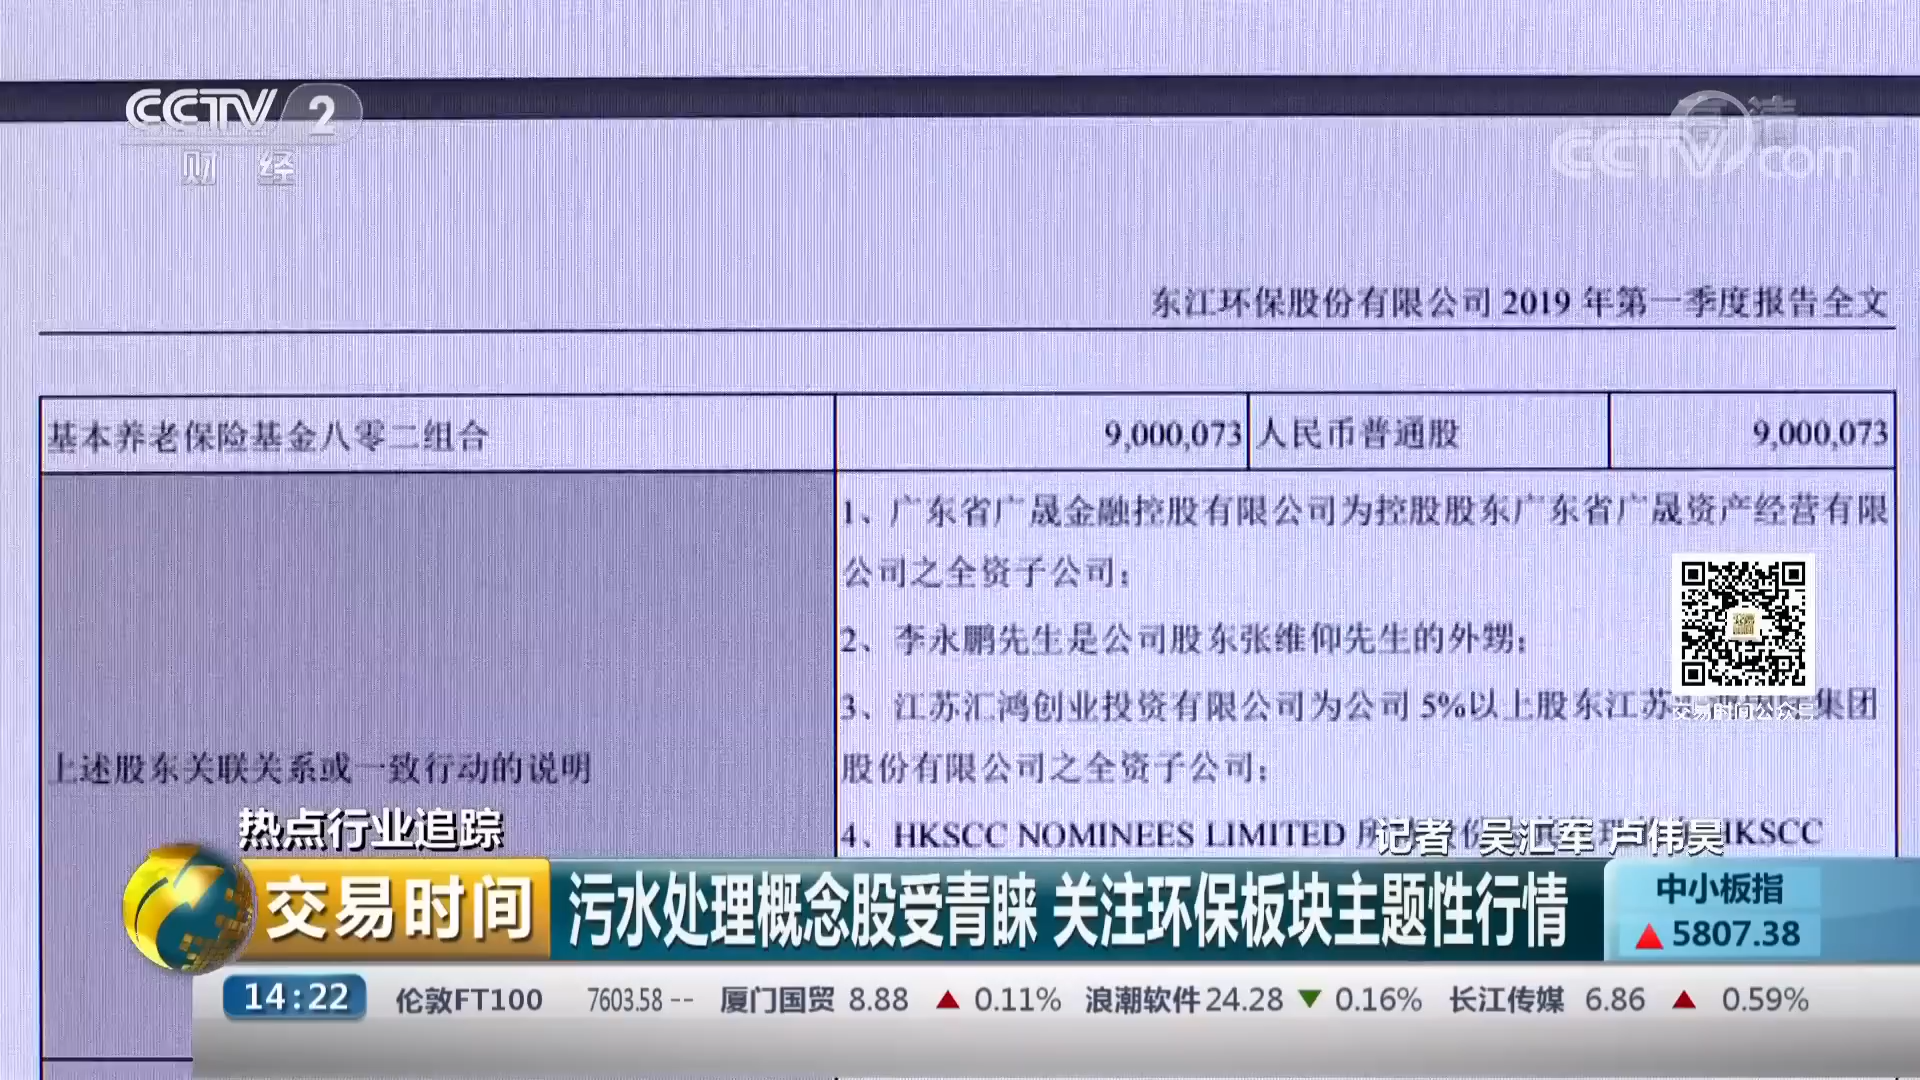 CCTV 2
财 经
高清
CCTV com
东江环保股份有限公司 2019 年第一季度报告全文
基本养老保险基金八零二组合 9,000,073 人民币普通股 9,000,073
1、广东省广晟金融控股有限公司为控股股东广东省广晟资产经营有限
公司之全资子公司；
2、李永鹏先生是公司股东张维仰先生的外甥；
3、江苏汇鸿创业投资有限公司为公司 5%以上股东江苏 集团
股份有限公司之全资子公司；
交易时间公众号
上述股东关联关系或一致行动的说明
4、HKSCC NOMINEES LIMITED HKSCC
热点行业追踪
记者 吴汇军 卢伟昊
交易时间
污水处理概念股受青睐 关注环保板块主题性行情
中小板指
▲ 5807.38
14:22 伦敦FT100 7603.58 -- 厦门国贸 8.88 ▲ 0.11% 浪潮软件 24.28 ▼ 0.16% 长江传媒 6.86 ▲ 0.59%